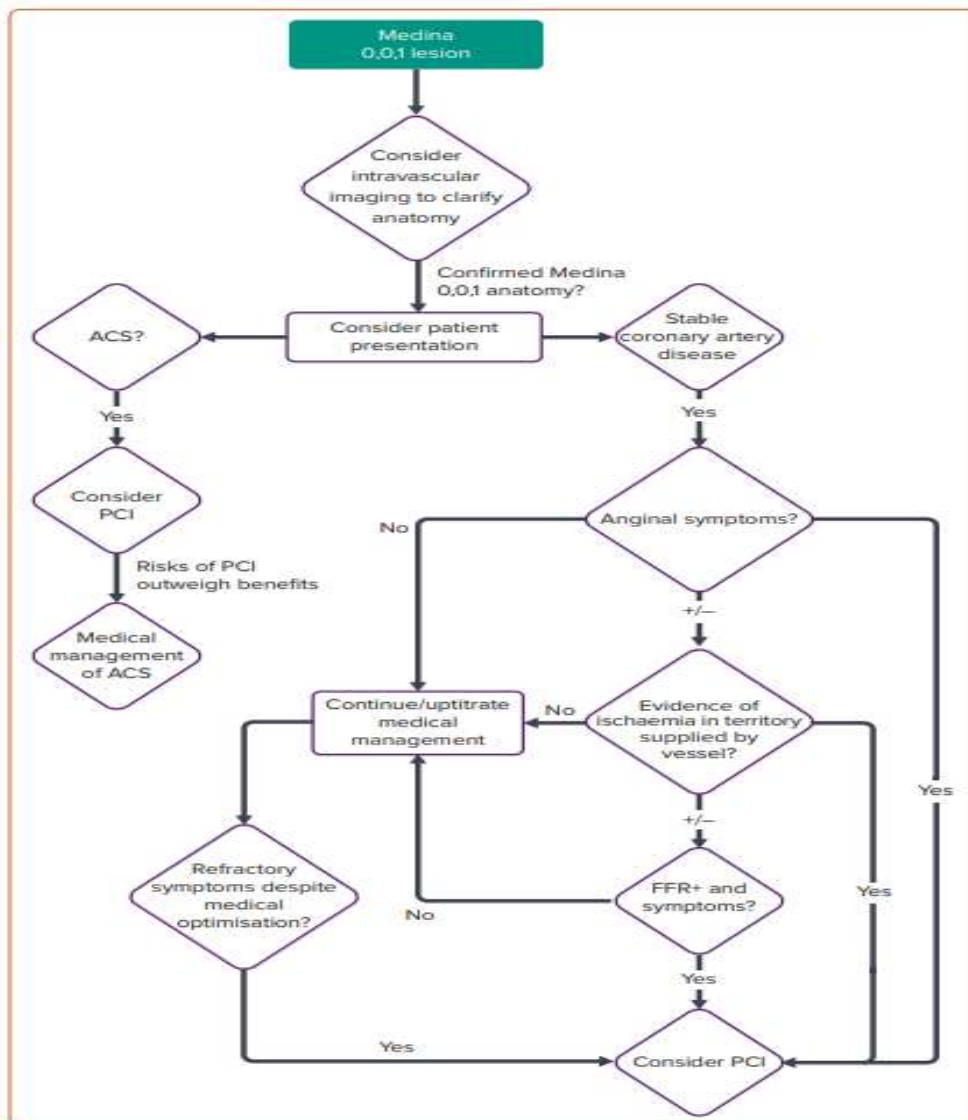 Medina
0,0,1 lesion
Consider
intravascular
imaging to clarify
anatomy
Confirmed Medina
0,0,1 anatomy?
Consider patient
presentation
ACS?
Stable
coronary artery
disease
Yes
Yes
Consider
PCI
Anginal symptoms?
No
Risks of PCI
outweigh benefits
+/–
Medical
management
of ACS
Continue/uptitrate
medical
management
No
Evidence of
ischaemia in territory
supplied by
vessel?
Yes
+/–
Refractory
symptoms despite
medical
optimisation?
FFR+ and
symptoms?
Yes
No
Yes
Yes
Consider PCI